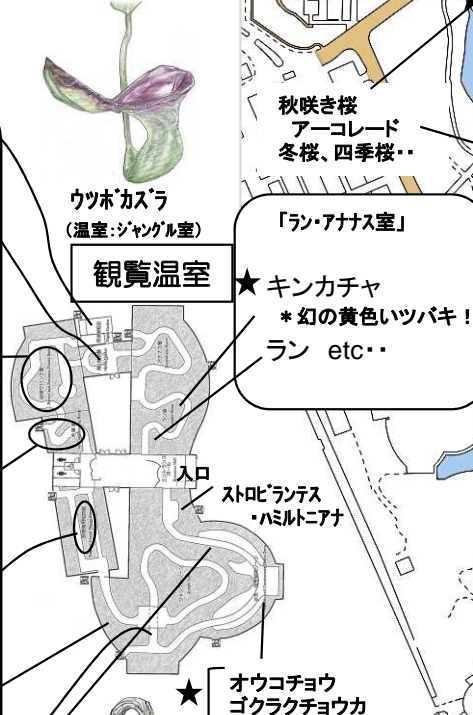 秋咲き桜
アーコレード
冬桜、四季桜・・
ウツボカズラ
(温室:ジャングル室)
「ラン・アナナス室」
観覧温室
★ キンカチャ
*幻の黄色いツバキ!
ラン etc・・
入口
ストロビランテス
・ハミルトニアナ
★ オウコチョウ
ゴクラクチョウカ